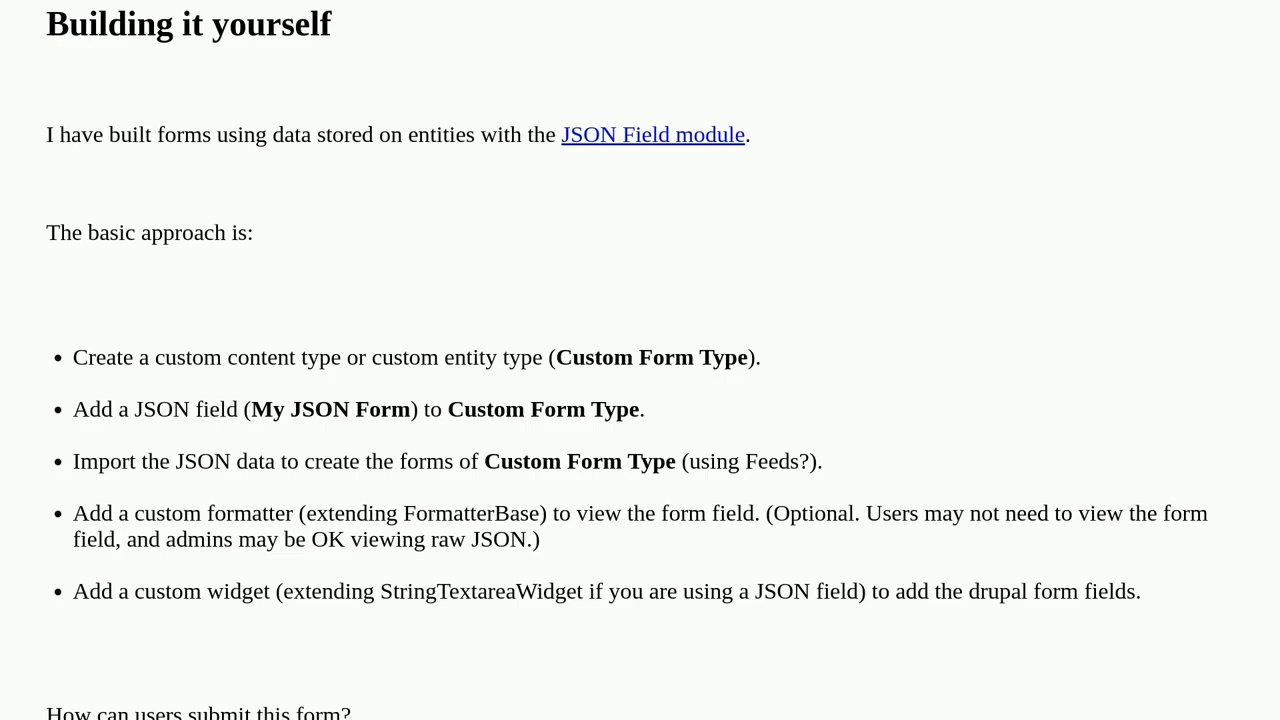 Building it yourself
I have built forms using data stored on entities with the JSON Field module.
The basic approach is:
• Create a custom content type or custom entity type (Custom Form Type).
• Add a JSON field (My JSON Form) to Custom Form Type.
• Import the JSON data to create the forms of Custom Form Type (using Feeds?).
• Add a custom formatter (extending FormatterBase) to view the form field. (Optional. Users may not need to view the form
field, and admins may be OK viewing raw JSON.)
• Add a custom widget (extending StringTextareaWidget if you are using a JSON field) to add the drupal form fields.
How can users submit this form?